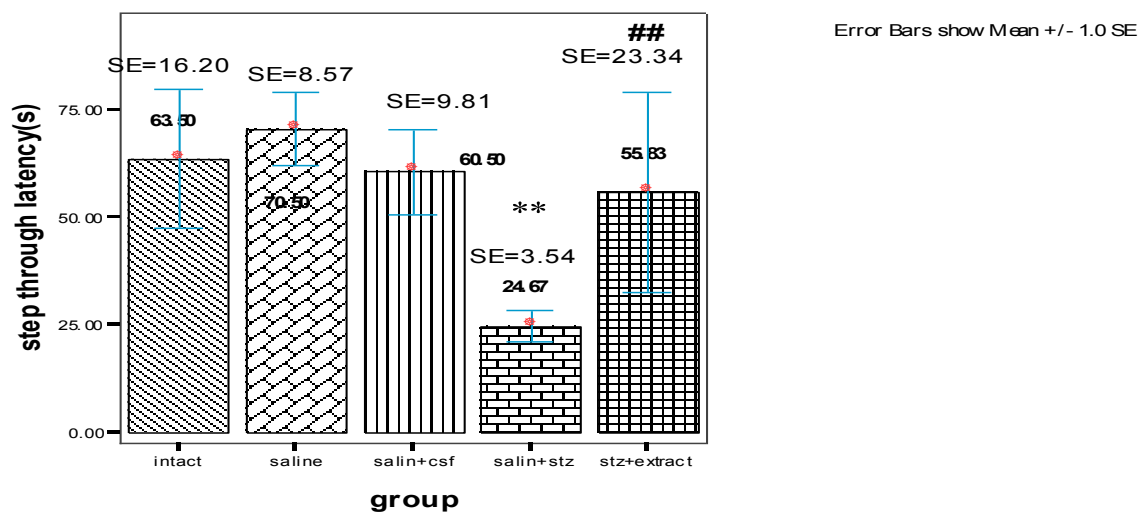 ##
Error Bars show Mean +/- 1.0 SE
SE=16.20
SE=8.57
SE=9.81
SE=23.34
step through latency(s)
75.00
50.00
25.00
0.00
63.50
70.50
60.50
55.83
**
SE=3.54
24.67
intact
saline
salin+csf
salin+stz
stz+extract
group